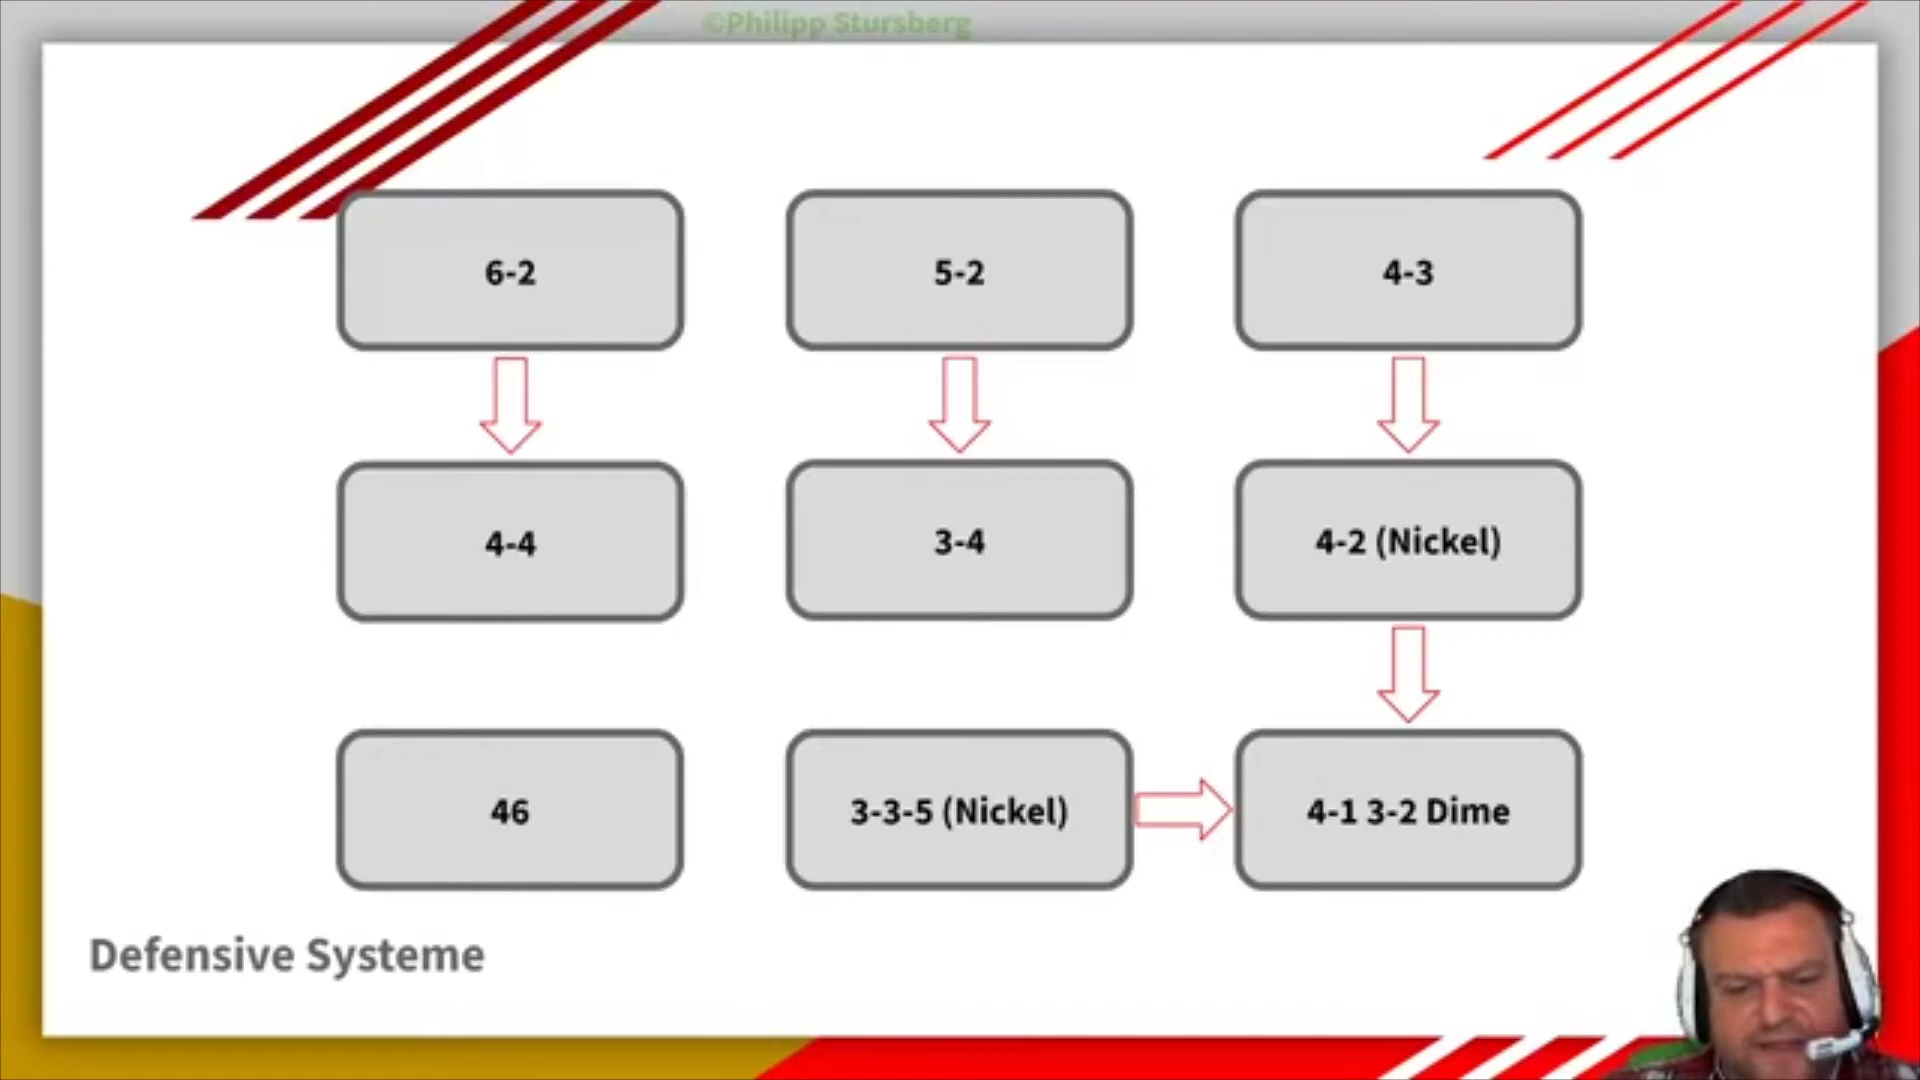 ©Philipp Stursberg
6-2
5-2
4-3
4-4
3-4
4-2 (Nickel)
46
3-3-5 (Nickel)
4-1 3-2 Dime
Defensive Systeme